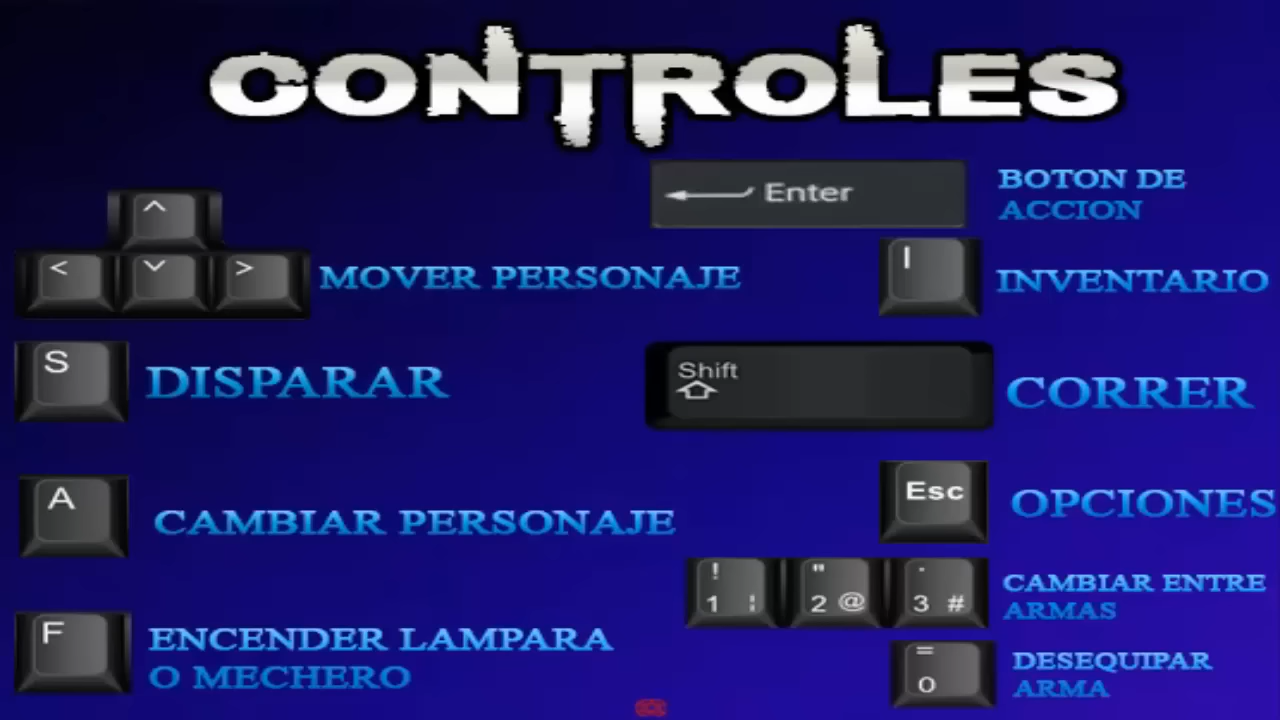 CONTROLES
^
< ˅ >
MOVER PERSONAJE
S
DISPARAR
A
CAMBIAR PERSONAJE
F
ENCENDER LAMPARA
O MECHERO
Enter
BOTON DE
ACCION
I
INVENTARIO
Shift
CORRER
Esc
OPCIONES
! " ·
1 ¦ 2 @ 3 #
CAMBIAR ENTRE
ARMAS
=
0
DESEQUIPAR
ARMA